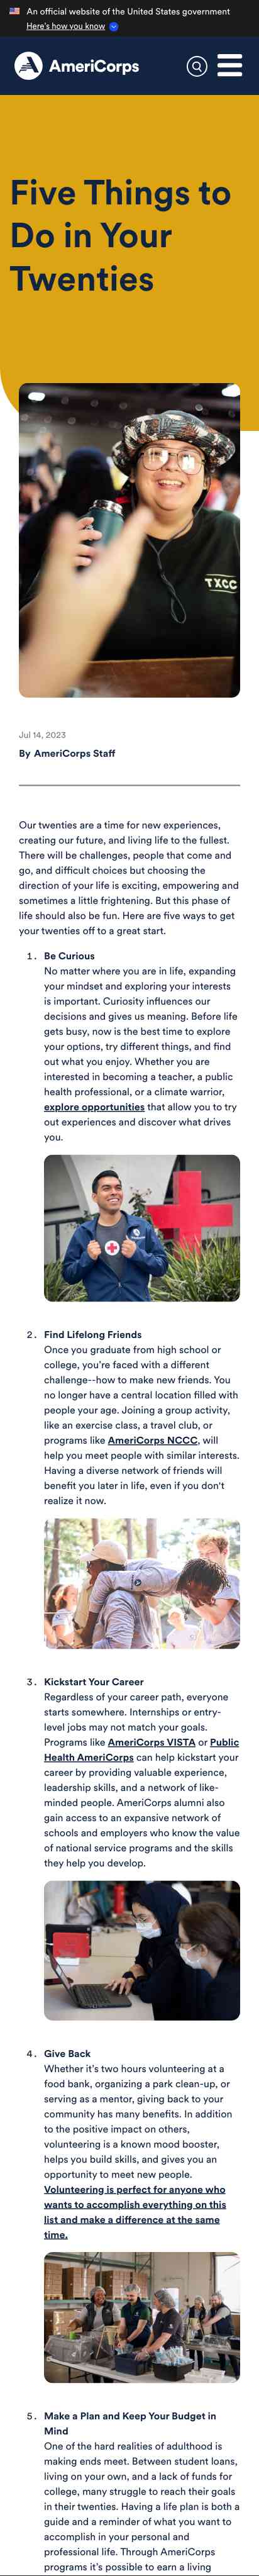 An official website of the United States government
Here's how you know
AmeriCorps
Five Things to
Do in Your
Twenties
TXCC
Jul 14, 2023
By AmeriCorps Staff
Our twenties are a time for new experiences,
creating our future, and living life to the fullest.
There will be challenges, people that come and
go, and difficult choices but choosing the
direction of your life is exciting, empowering and
sometimes a little frightening. But this phase of
life should also be fun. Here are five ways to get
your twenties off to a great start.
1. Be Curious
No matter where you are in life, expanding
your mindset and exploring your interests
is important. Curiosity influences our
decisions and gives us meaning. Before life
gets busy, now is the best time to explore
your options, try different things, and find
out what you enjoy. Whether you are
interested in becoming a teacher, a public
health professional, or a climate warrior,
explore opportunities that allow you to try
out experiences and discover what drives
you.
2. Find Lifelong Friends
Once you graduate from high school or
college, you're faced with a different
challenge--how to make new friends. You
no longer have a central location filled with
people your age. Joining a group activity,
like an exercise class, a travel club, or
programs like AmeriCorps NCCC, will
help you meet people with similar interests.
Having a diverse network of friends will
benefit you later in life, even if you don't
realize it now.
3. Kickstart Your Career
Regardless of your career path, everyone
starts somewhere. Internships or entry-
level jobs may not match your goals.
Programs like AmeriCorps VISTA or Public
Health AmeriCorps can help kickstart your
career by providing valuable experience,
leadership skills, and a network of like-
minded people. AmeriCorps alumni also
gain access to an expansive network of
schools and employers who know the value
of national service programs and the skills
they help you develop.
4. Give Back
Whether it's two hours volunteering at a
food bank, organizing a park clean-up, or
serving as a mentor, giving back to your
community has many benefits. In addition
to the positive impact on others,
volunteering is a known mood booster,
helps you build skills, and gives you an
opportunity to meet new people.
Volunteering is perfect for anyone who
wants to accomplish everything on this
list and make a difference at the same
time.
5. Make a Plan and Keep Your Budget in
Mind
One of the hard realities of adulthood is
making ends meet. Between student loans,
living on your own, and a lack of funds for
college, many struggle to reach their goals
in their twenties. Having a life plan is both a
guide and a reminder of what you want to
accomplish in your personal and
professional life. Through AmeriCorps
programs it's possible to earn a living